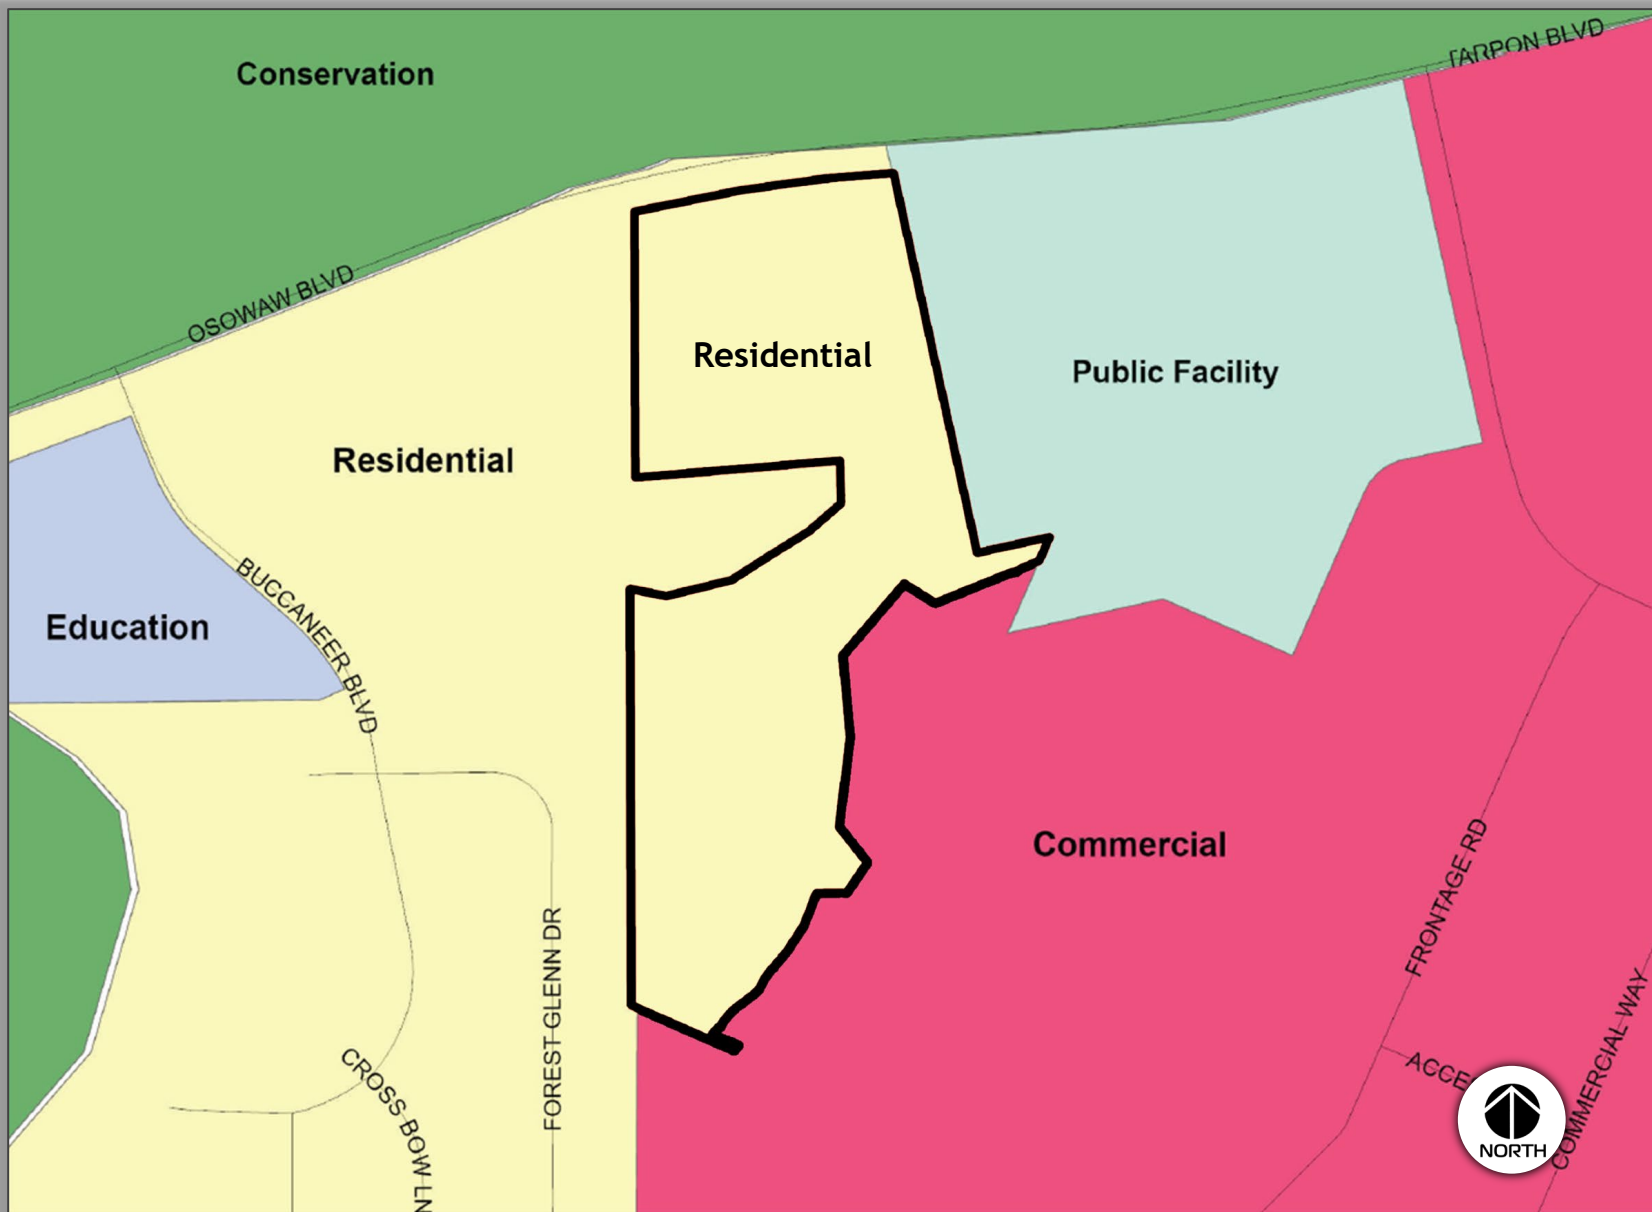 Conservation
TARPON BLVD
OSOWAW BLVD
Residential
Public Facility
Residential
BUCCANEER BLVD
Education
Commercial
FRONTAGE RD
FOREST GLENN DR
COMMERCIAL WAY
CROSS BOW LN
NORTH